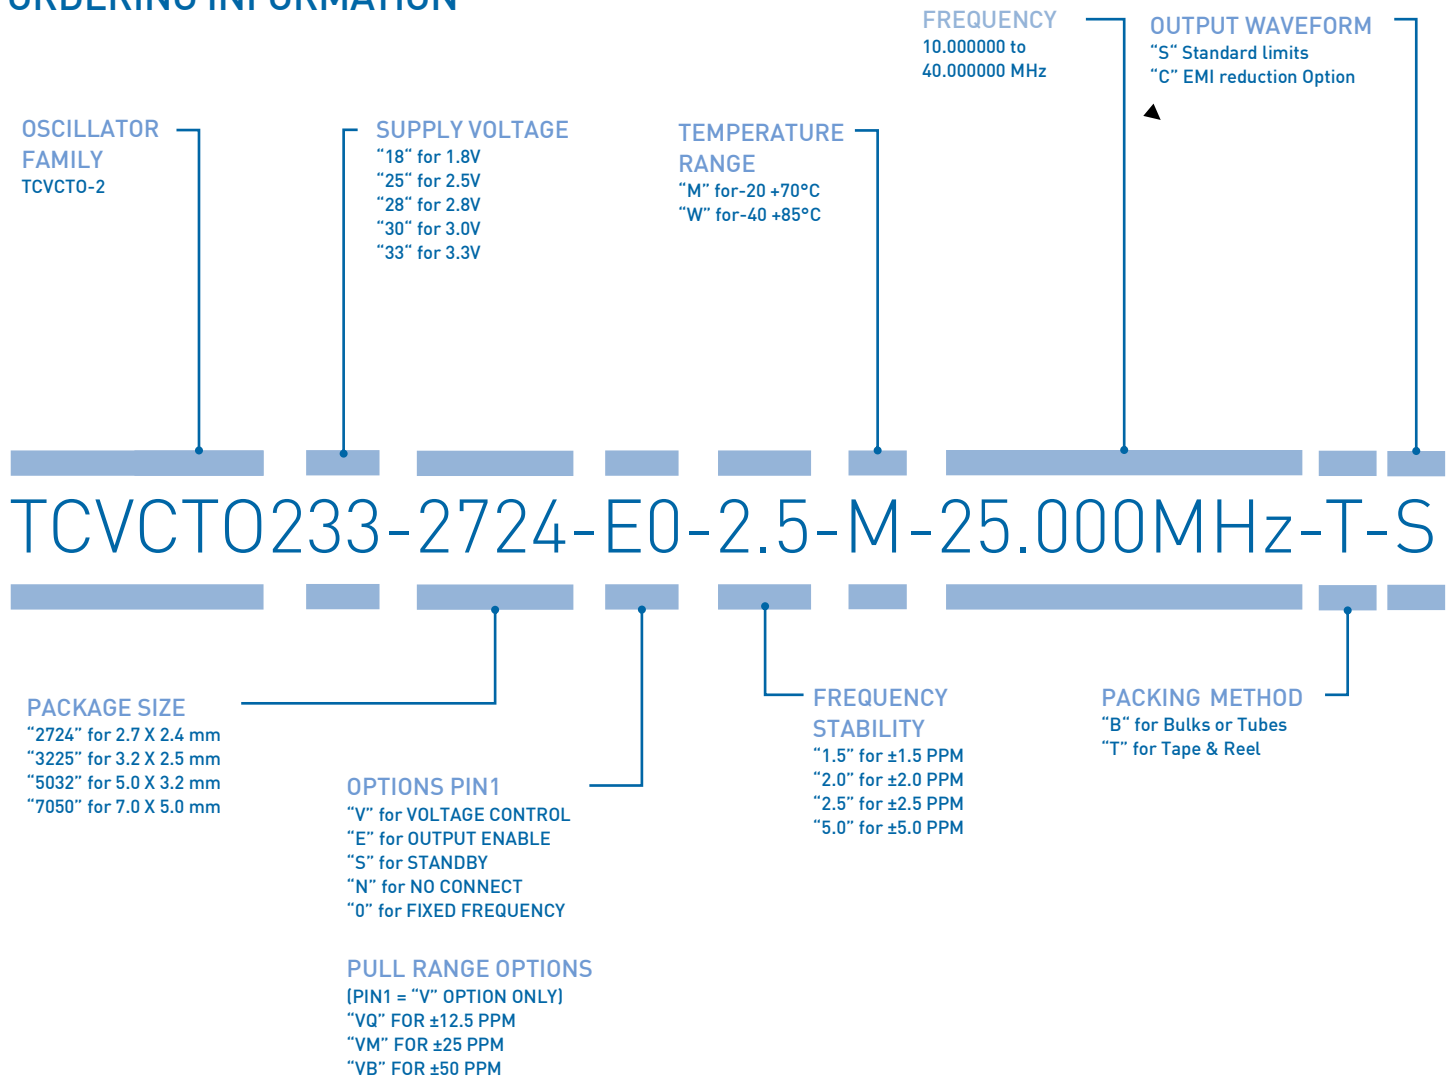 ORDERING INFORMATION
FREQUENCY
10.000000 to
40.000000 MHz
OUTPUT WAVEFORM
“S“ Standard limits
“C” EMI reduction Option
OSCILLATOR
FAMILY
TCVCTO-2
SUPPLY VOLTAGE
“18“ for 1.8V
“25“ for 2.5V
“28“ for 2.8V
“30“ for 3.0V
“33“ for 3.3V
TEMPERATURE
RANGE
“M” for-20 +70°C
“W” for-40 +85°C
TCVCTO233-2724-E0-2.5-M-25.000MHz-T-S
PACKAGE SIZE
“2724” for 2.7 X 2.4 mm
“3225” for 3.2 X 2.5 mm
“5032” for 5.0 X 3.2 mm
“7050” for 7.0 X 5.0 mm
OPTIONS PIN1
“V” for VOLTAGE CONTROL
“E” for OUTPUT ENABLE
“S” for STANDBY
“N” for NO CONNECT
“0” for FIXED FREQUENCY
PULL RANGE OPTIONS
(PIN1 = “V” OPTION ONLY)
“VQ” FOR ±12.5 PPM
“VM” FOR ±25 PPM
“VB” FOR ±50 PPM
FREQUENCY
STABILITY
“1.5” for ±1.5 PPM
“2.0” for ±2.0 PPM
“2.5” for ±2.5 PPM
“5.0” for ±5.0 PPM
PACKING METHOD
“B“ for Bulks or Tubes
“T” for Tape & Reel